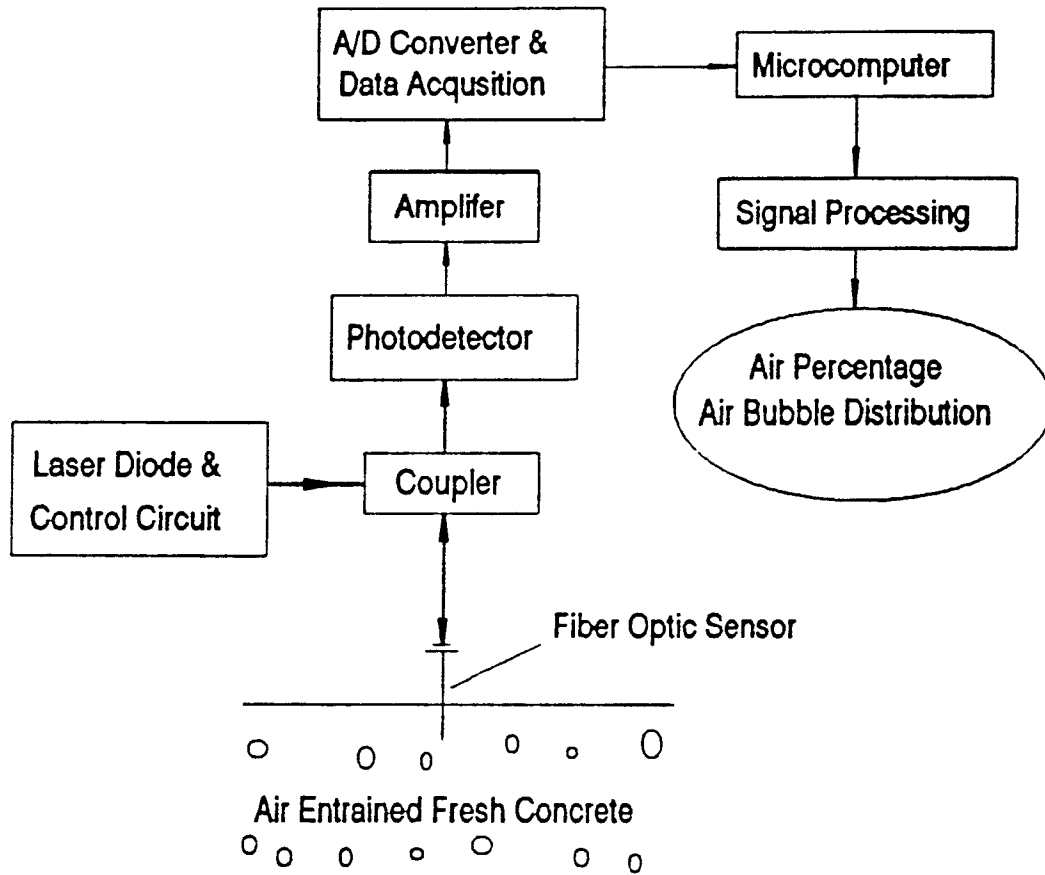 A/D Converter &
Data Acqusition
Microcomputer
Amplifer
Signal Processing
Photodetector
Air Percentage
Air Bubble Distribution
Laser Diode &
Control Circuit
Coupler
Fiber Optic Sensor
Air Entrained Fresh Concrete